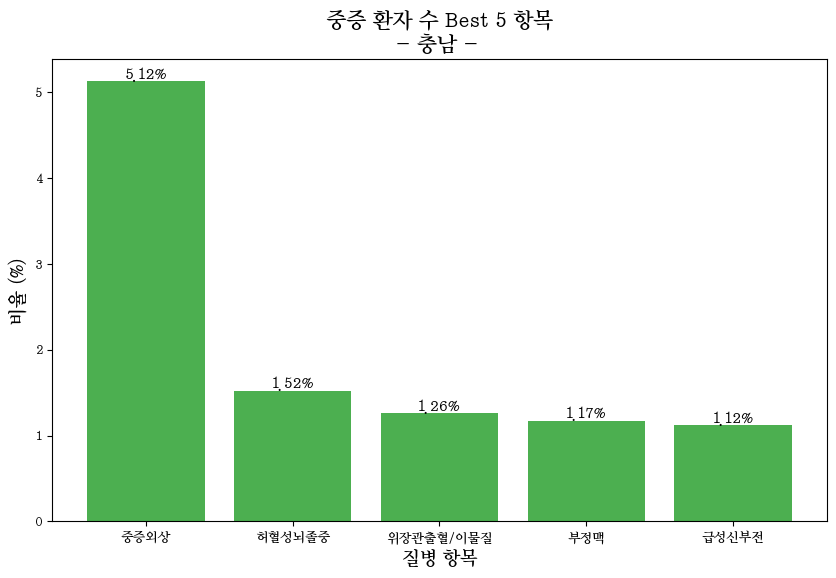 중증 환자 수 Best 5 항목
- 충남 -
비율 (%)
5
4
3
2
1
0
5.12%
1.52%
1.26%
1.17%
1.12%
중증외상
허혈성뇌졸중
위장관출혈/이물질
부정맥
급성신부전
질병 항목